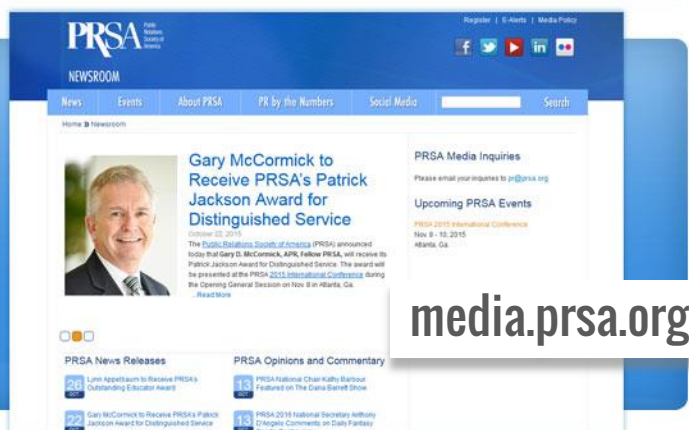 Register | E-Alerts | Media Policy
PRSA Public Relations Society of America
NEWSROOM
News Events About PRSA PR by the Numbers Social Media Search
Home » Newsroom
Gary McCormick to
Receive PRSA's Patrick
Jackson Award for
Distinguished Service
October 22, 2015
The Public Relations Society of America (PRSA) announced
today that Gary D. McCormick, APR, Fellow PRSA, will receive its
Patrick Jackson Award for Distinguished Service. The award will
be presented at the PRSA 2015 International Conference during
the Opening General Session on Nov. 8 in Atlanta, Ga.
... Read More
PRSA Media Inquiries
Please email your inquiries to pr@prsa.org
Upcoming PRSA Events
PRSA 2015 International Conference
Nov. 8 - 10, 2015
Atlanta, Ga.
media.prsa.org
PRSA News Releases
26 OCT
Lynn Appelbaum to Receive PRSA's
Outstanding Educator Award
22 OCT
Gary McCormick to Receive PRSA's Patrick
Jackson Award for Distinguished Service
PRSA Opinions and Commentary
13 OCT
PRSA National Chair Kathy Barbour
Featured on The Dana Barrett Show
13 OCT
PRSA 2015 National Secretary Anthony
D'Angelo Comments on Daily Fantasy